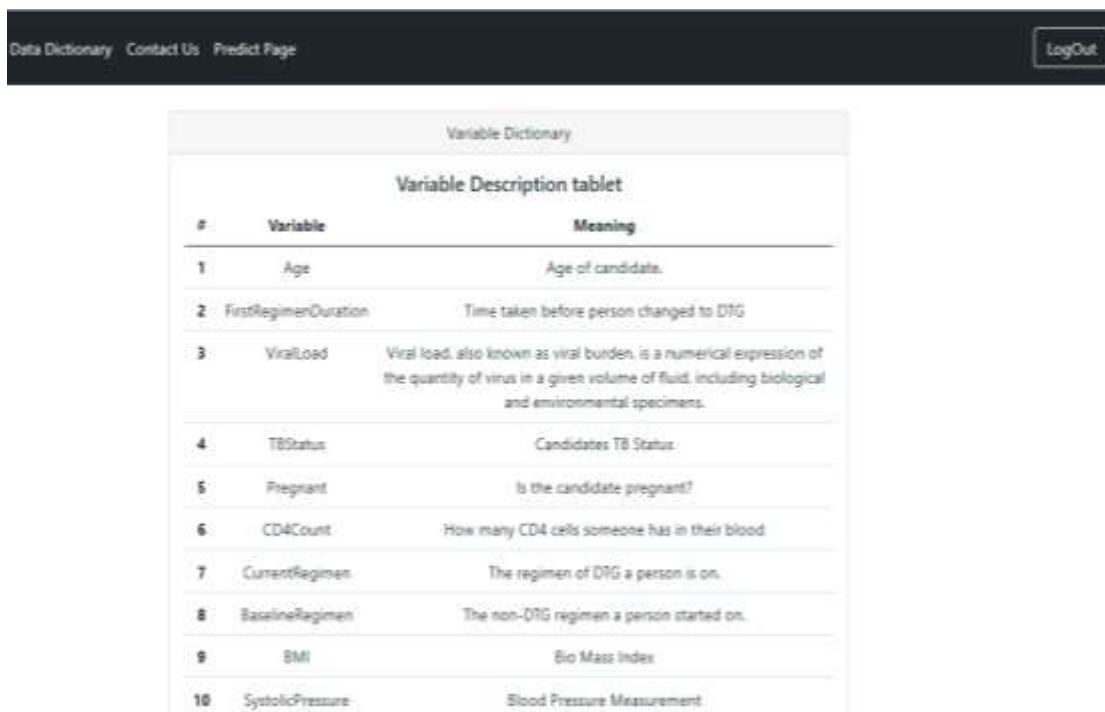 Data Dictionary Contact Us Predict Page LogOut
Variable Dictionary
Variable Description tablet
# Variable Meaning
1 Age Age of candidate.
2 FirstRegimenDuration Time taken before person changed to DTG
3 ViralLoad Viral load, also known as viral burden, is a numerical expression of
the quantity of virus in a given volume of fluid, including biological
and environmental specimens.
4 TBStatus Candidates TB Status
5 Pregnant Is the candidate pregnant?
6 CD4Count How many CD4 cells someone has in their blood
7 CurrentRegimen The regimen of DTG a person is on.
8 BaselineRegimen The non-DTG regimen a person started on.
9 BMI Bio Mass Index
10 SystolicPressure Blood Pressure Measurement